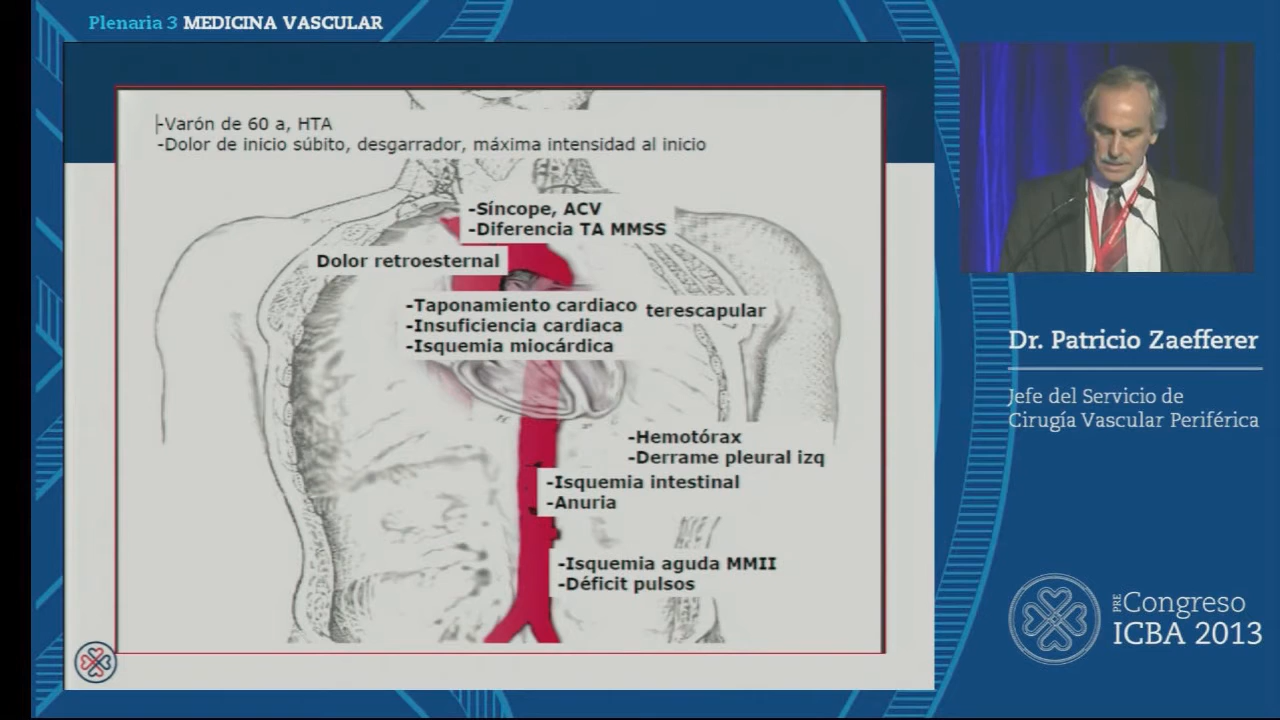 Plenaria 3 MEDICINA VASCULAR
-Varón de 60 a, HTA
-Dolor de inicio súbito, desgarrador, máxima intensidad al inicio
-Síncope, ACV
-Diferencia TA MMSS
Dolor retroesternal
-Taponamiento cardiaco
terescapular
-Insuficiencia cardiaca
-Isquemia miocárdica
-Hemotórax
-Derrame pleural izq
-Isquemia intestinal
-Anuria
-Isquemia aguda MMII
-Déficit pulsos
Dr. Patricio Zaefferer
Jefe del Servicio de
Cirugía Vascular Periférica
PRE Congreso
ICBA 2013